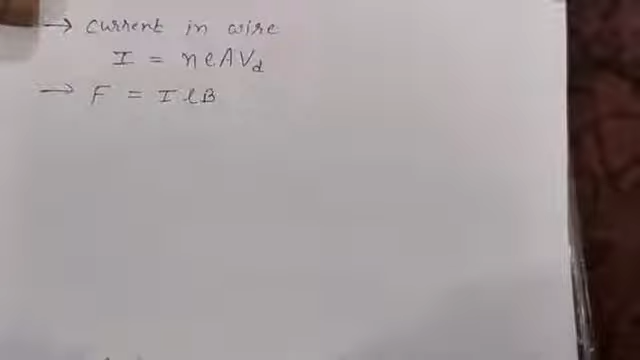 → Current in wire
I = neAV_d
→ F = IlB